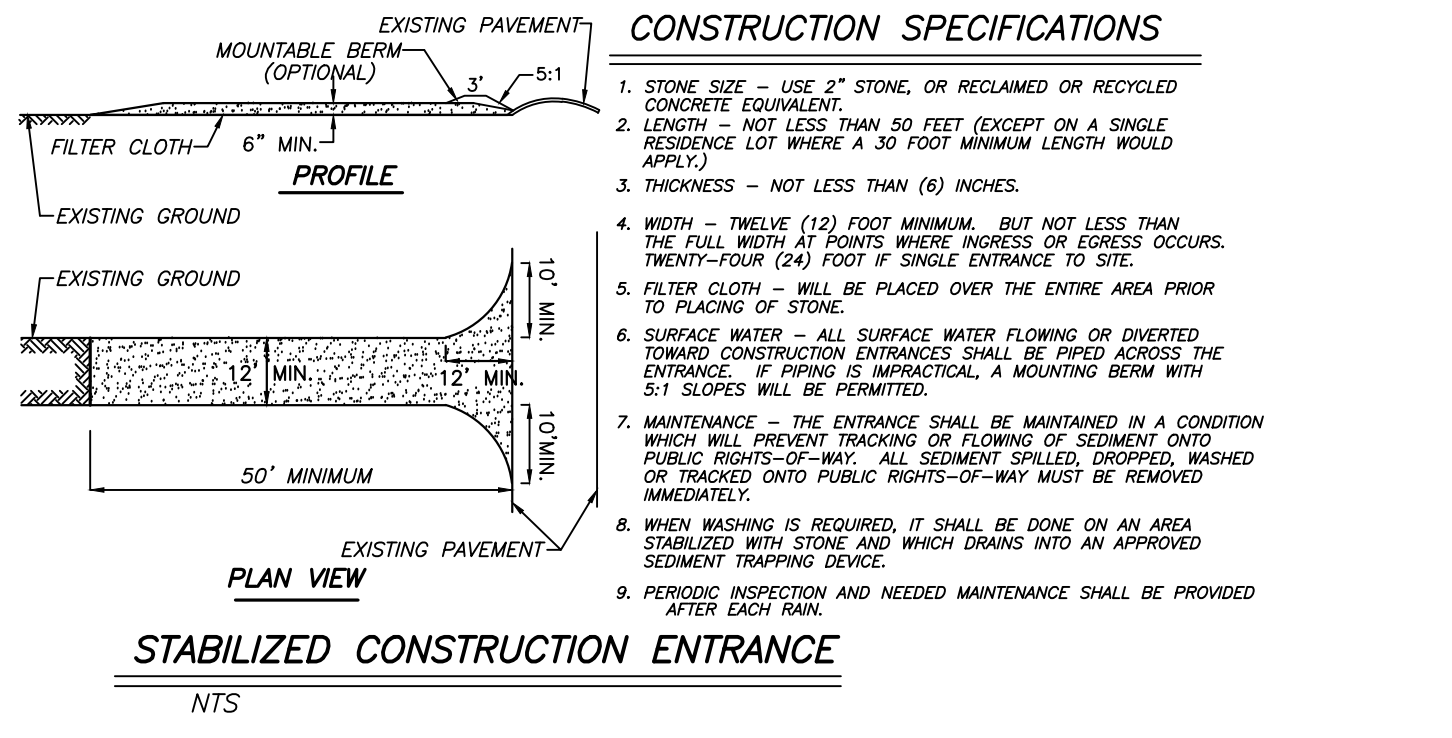 EXISTING PAVEMENT
MOUNTABLE BERM
(OPTIONAL)
3'
5:1
FILTER CLOTH
6" MIN.
PROFILE
EXISTING GROUND
EXISTING GROUND
10' MIN.
12' MIN.
12' MIN.
10'MIN.
50' MINIMUM
EXISTING PAVEMENT
PLAN VIEW
CONSTRUCTION SPECIFICATIONS
1. STONE SIZE – USE 2" STONE, OR RECLAIMED OR RECYCLED
CONCRETE EQUIVALENT.
2. LENGTH – NOT LESS THAN 50 FEET (EXCEPT ON A SINGLE
RESIDENCE LOT WHERE A 30 FOOT MINIMUM LENGTH WOULD
APPLY.)
3. THICKNESS – NOT LESS THAN (6) INCHES.
4. WIDTH – TWELVE (12) FOOT MINIMUM. BUT NOT LESS THAN
THE FULL WIDTH AT POINTS WHERE INGRESS OR EGRESS OCCURS.
TWENTY–FOUR (24) FOOT IF SINGLE ENTRANCE TO SITE.
5. FILTER CLOTH – WILL BE PLACED OVER THE ENTIRE AREA PRIOR
TO PLACING OF STONE.
6. SURFACE WATER – ALL SURFACE WATER FLOWING OR DIVERTED
TOWARD CONSTRUCTION ENTRANCES SHALL BE PIPED ACROSS THE
ENTRANCE. IF PIPING IS IMPRACTICAL, A MOUNTING BERM WITH
5:1 SLOPES WILL BE PERMITTED.
7. MAINTENANCE – THE ENTRANCE SHALL BE MAINTAINED IN A CONDITION
WHICH WILL PREVENT TRACKING OR FLOWING OF SEDIMENT ONTO
PUBLIC RIGHTS–OF–WAY. ALL SEDIMENT SPILLED, DROPPED, WASHED
OR TRACKED ONTO PUBLIC RIGHTS–OF–WAY MUST BE REMOVED
IMMEDIATELY.
8. WHEN WASHING IS REQUIRED, IT SHALL BE DONE ON AN AREA
STABILIZED WITH STONE AND WHICH DRAINS INTO AN APPROVED
SEDIMENT TRAPPING DEVICE.
9. PERIODIC INSPECTION AND NEEDED MAINTENANCE SHALL BE PROVIDED
AFTER EACH RAIN.
STABILIZED CONSTRUCTION ENTRANCE
NTS